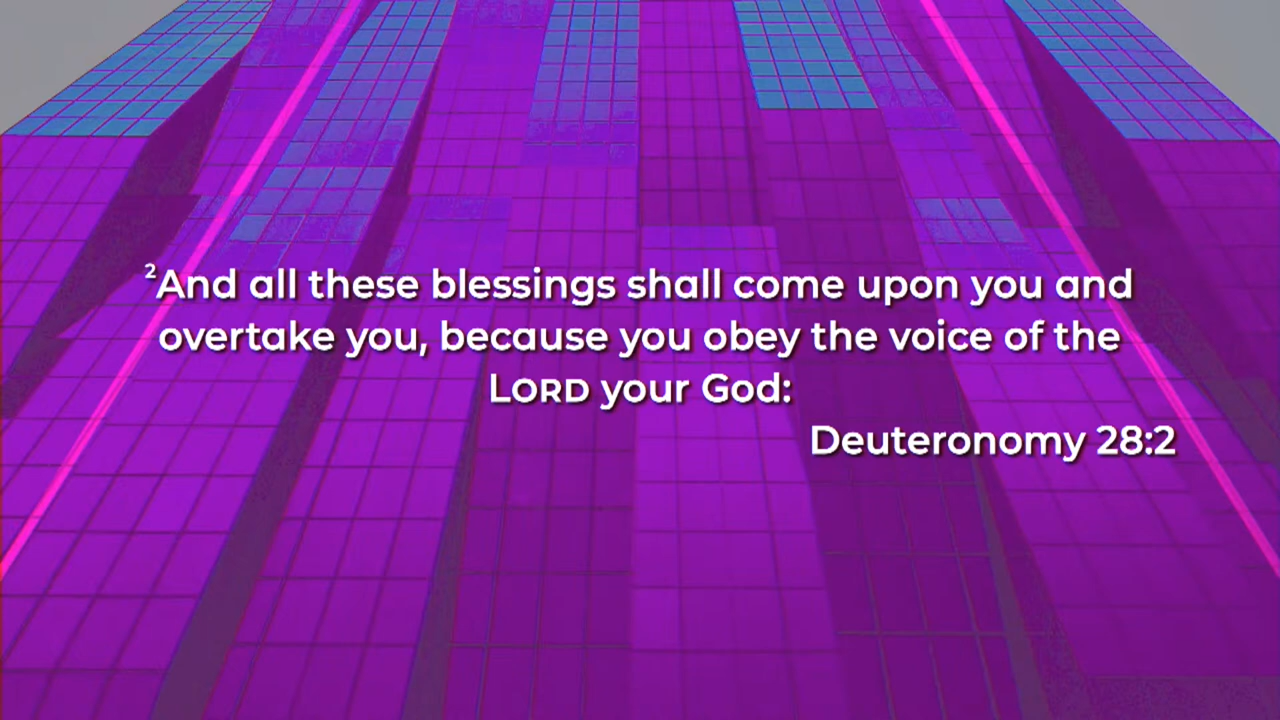 ²And all these blessings shall come upon you and
overtake you, because you obey the voice of the
LORD your God:
Deuteronomy 28:2